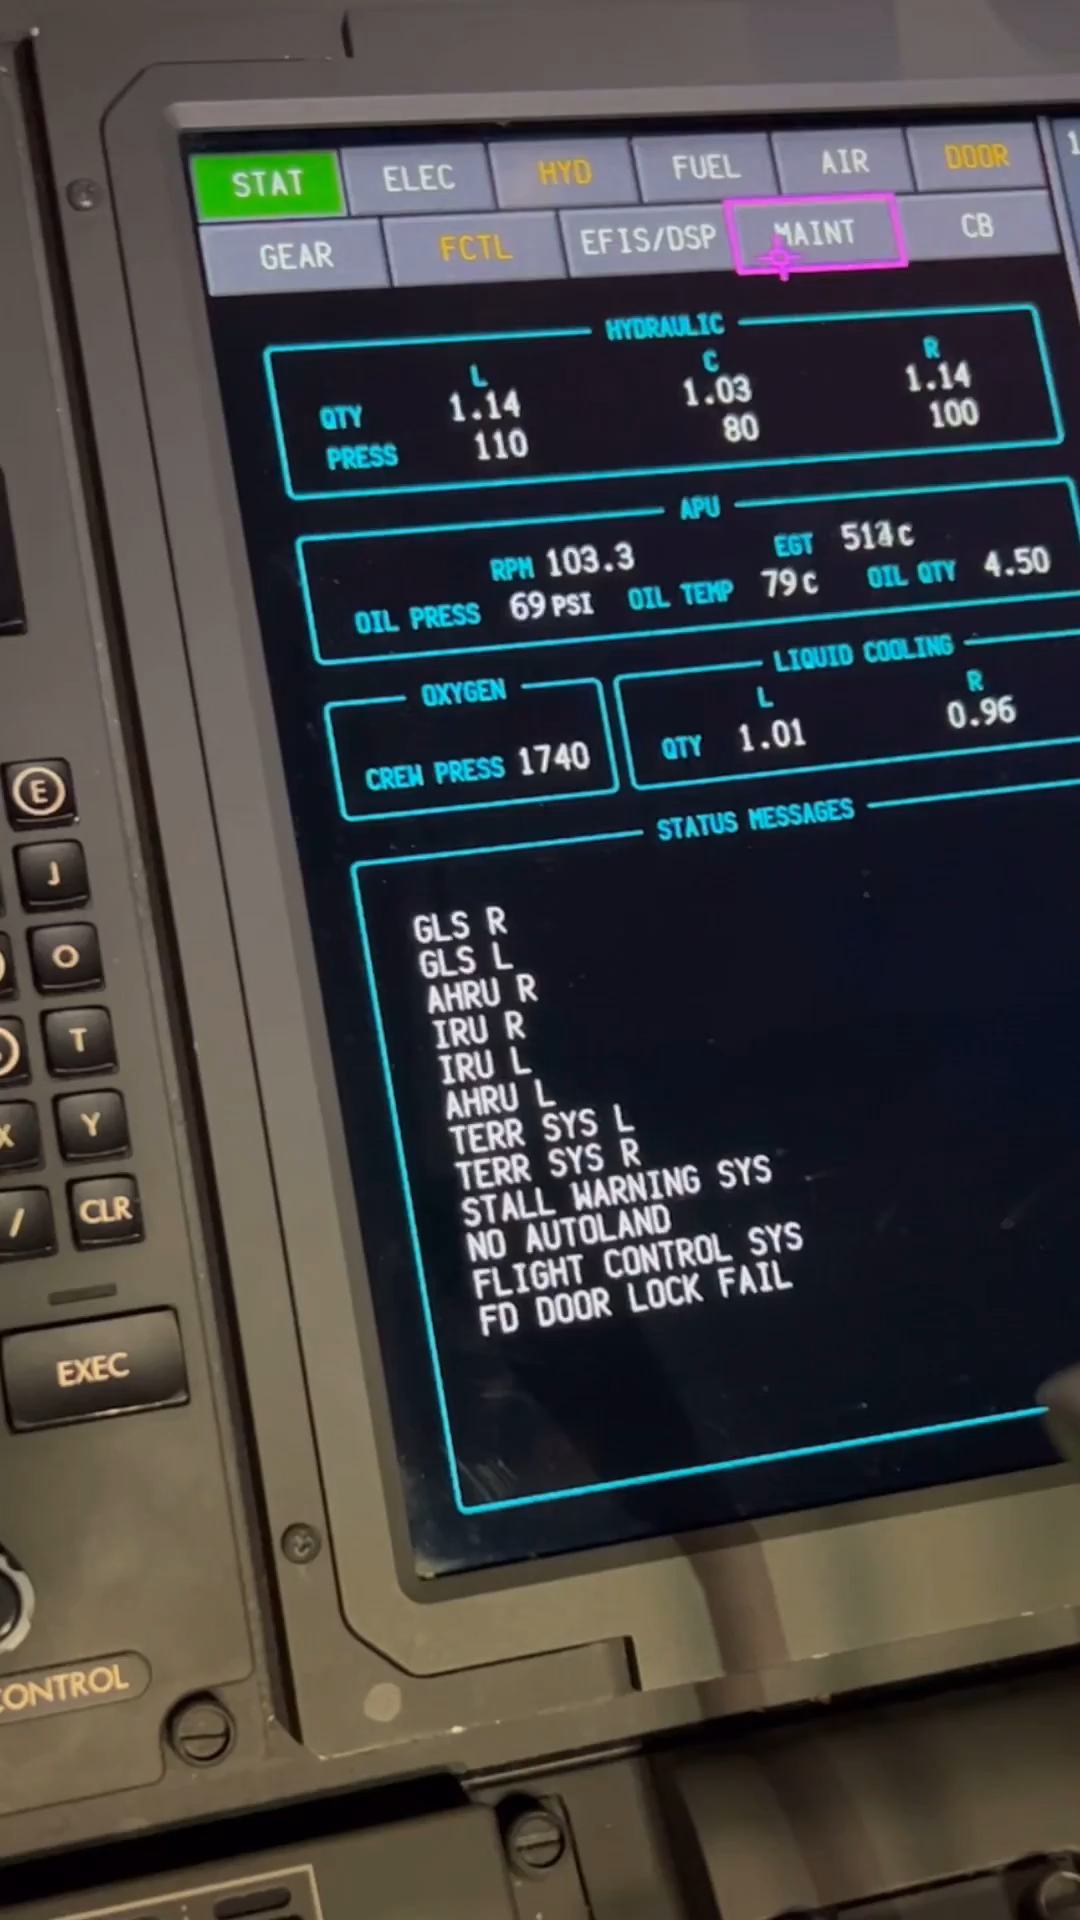 STAT ELEC HYD FUEL AIR DOOR
GEAR FCTL EFIS/DSP MAINT CB
HYDRAULIC
L C R
QTY 1.14 1.03 1.14
PRESS 110 80 100
APU
RPM 103.3 EGT C
OIL PRESS 69 PSI OIL TEMP 79 C OIL QTY 4.50
OXYGEN
CREW PRESS 1740
LIQUID COOLING
L R
QTY 1.01 0.96
STATUS MESSAGES
GLS R
GLS L
AHRU R
IRU R
IRU L
AHRU L
TERR SYS L
TERR SYS R
STALL WARNING SYS
NO AUTOLAND
FLIGHT CONTROL SYS
FD DOOR LOCK FAIL
E
J
O
T
X Y
/ CLR
EXEC
CONTROL